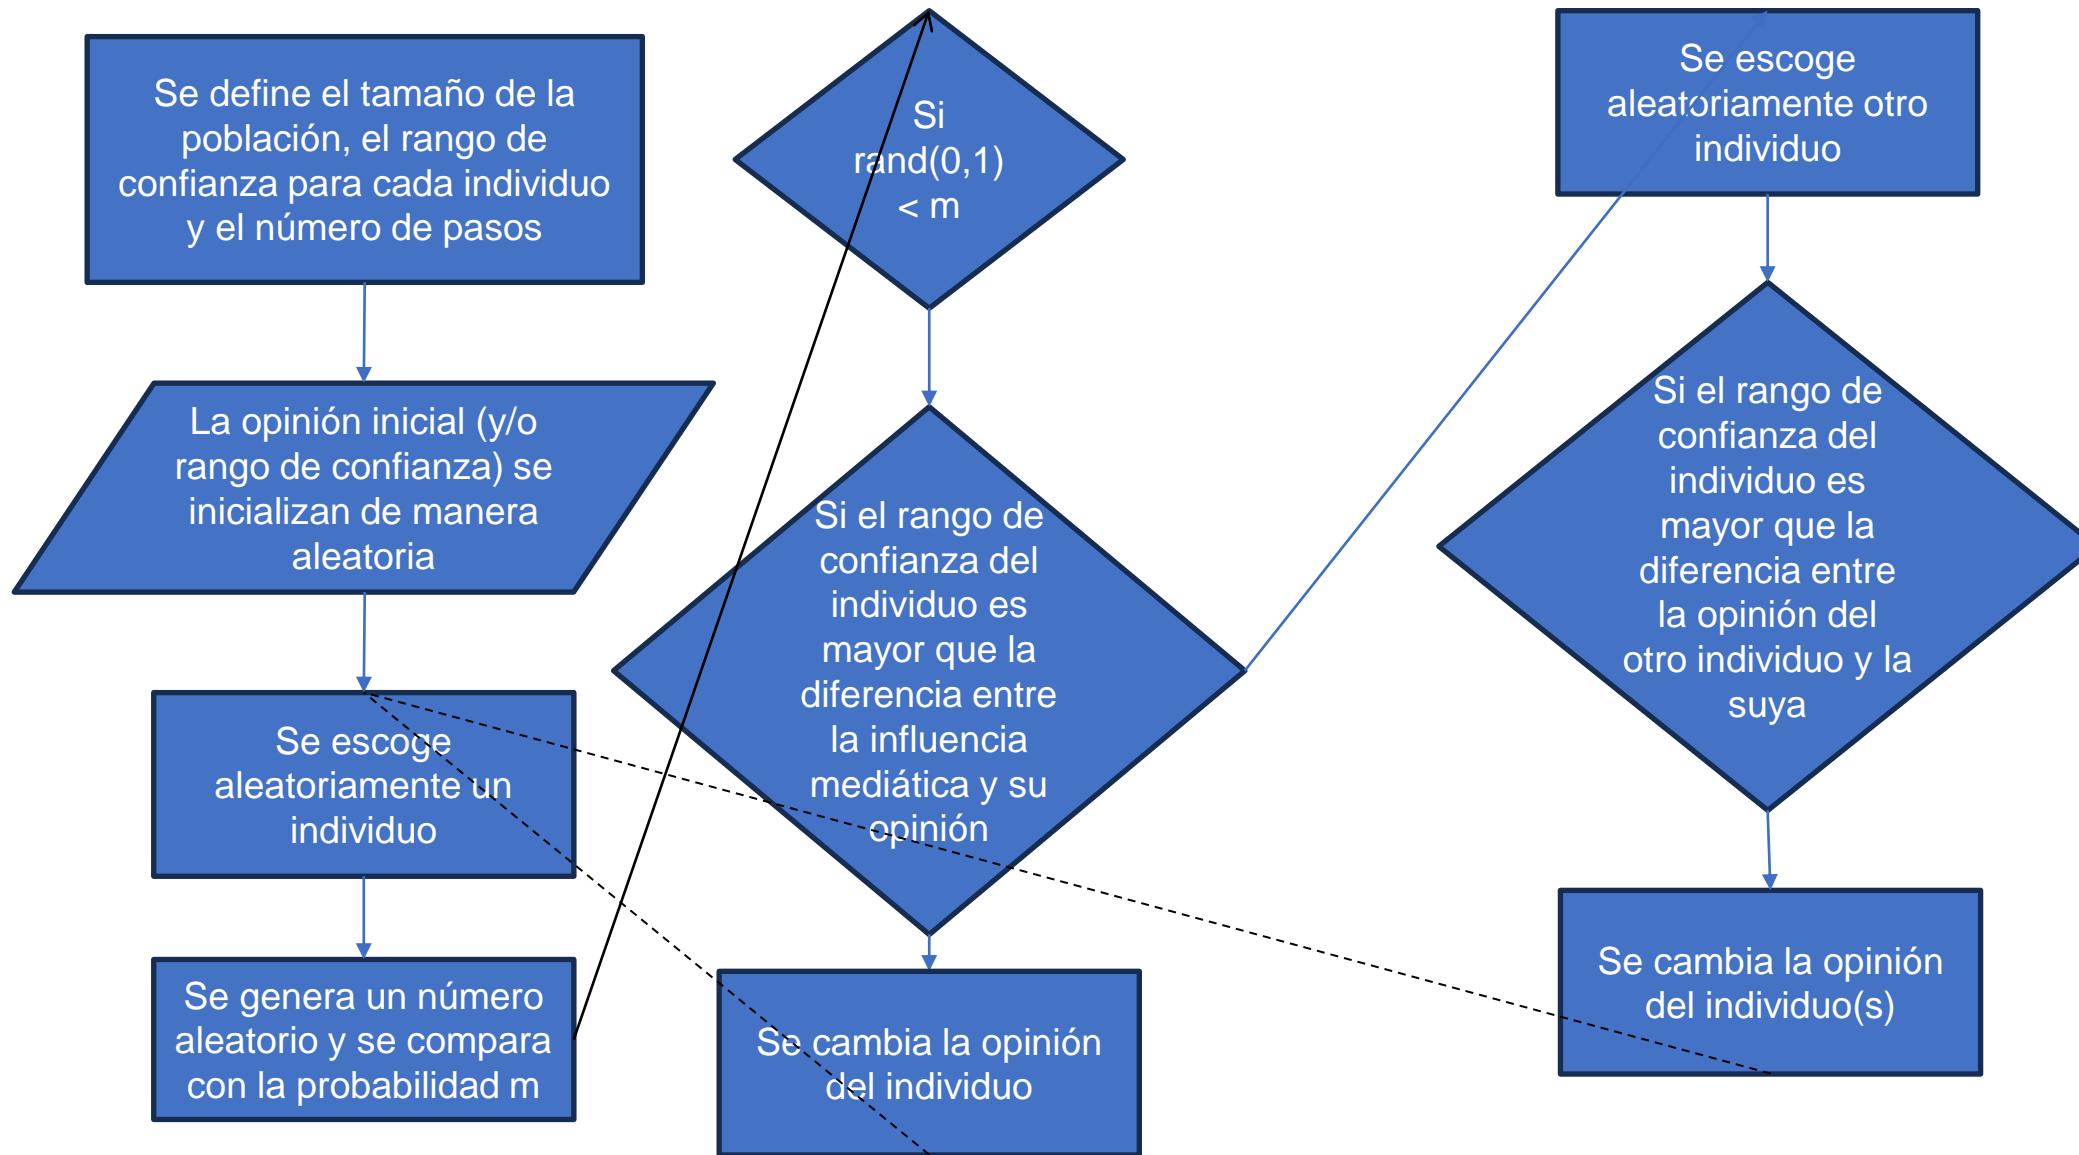 Se define el tamaño de la
población, el rango de
confianza para cada individuo
y el número de pasos
La opinión inicial (y/o
rango de confianza) se
inicializan de manera
aleatoria
Se escoge
aleatoriamente un
individuo
Se genera un número
aleatorio y se compara
con la probabilidad m
Si
rand(0,1)
< m
Si el rango de
confianza del
individuo es
mayor que la
diferencia entre
la influencia
mediática y su
opinión
Se cambia la opinión
del individuo
Se escoge
aleatoriamente otro
individuo
Si el rango de
confianza del
individuo es
mayor que la
diferencia entre
la opinión del
otro individuo y la
suya
Se cambia la opinión
del individuo(s)